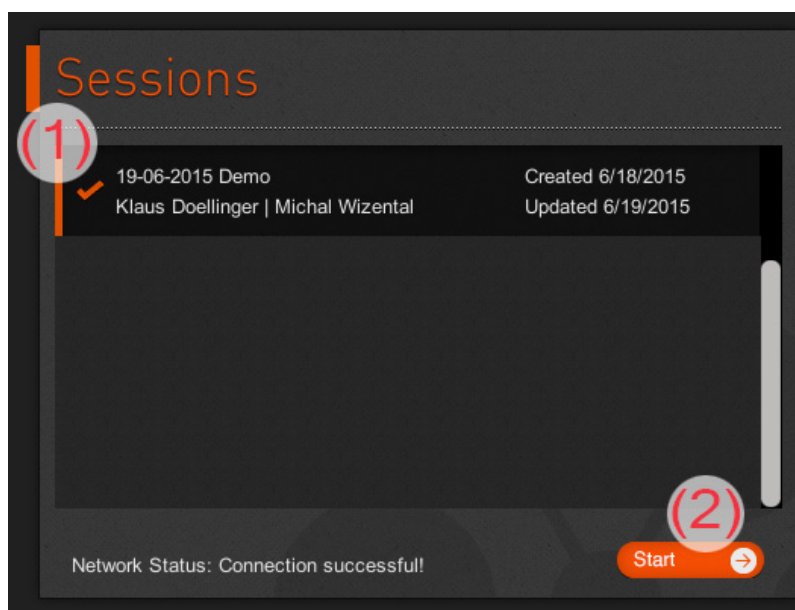 Sessions
(1)
19-06-2015 Demo
Created 6/18/2015
Klaus Doellinger | Michal Wizental
Updated 6/19/2015
(2)
Network Status: Connection successful!
Start